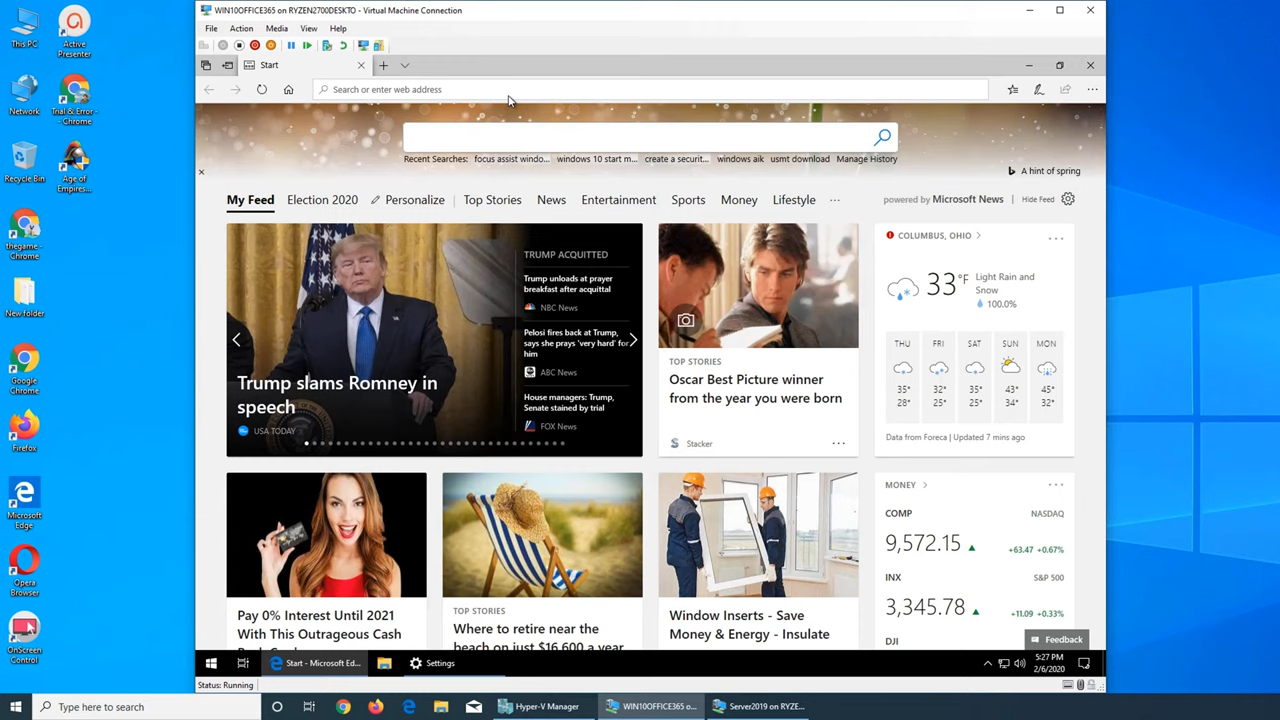 This PC
Active
Presenter
Network
Trial & Error -
- Chrome
Recycle Bin
Age of
Empires...
thegame -
Chrome
New folder
Google
Chrome
Firefox
Microsoft
Edge
Opera
Browser
OnScreen
Control
WIN10OFFICE365 on RYZEN2700DESKTO - Virtual Machine Connection
File Action Media View Help
Start
Search or enter web address
Recent Searches: focus assist windo... windows 10 start m... create a securit... windows aik usmt download Manage History
A hint of spring
My Feed Election 2020 Personalize Top Stories News Entertainment Sports Money Lifestyle ... powered by Microsoft News Hide Feed
TRUMP ACQUITTED
Trump unloads at prayer
breakfast after acquittal
NBC News
Pelosi fires back at Trump,
says she prays 'very hard' for
him
ABC News
House managers: Trump,
Senate stained by trial
FOX News
Trump slams Romney in
speech
USA TODAY
TOP STORIES
Oscar Best Picture winner
from the year you were born
Stacker
COLUMBUS, OHIO
33 °F
Light Rain and
Snow
100.0%
THU FRI SAT SUN MON
35° 32° 35° 43° 45°
28° 25° 25° 34° 32°
Data from Foreca | Updated 7 mins ago
Pay 0% Interest Until 2021
With This Outrageous Cash
TOP STORIES
Where to retire near the
beach on just $16,600 a year
Window Inserts - Save
Money & Energy - Insulate
MONEY
COMP NASDAQ
9,572.15 +63.47 +0.67%
INX S&P 500
3,345.78 +11.09 +0.33%
DJI
Feedback
Start - Microsoft Ed...
Settings
5:27 PM
2/6/2020
Status: Running
Type here to search
Hyper-V Manager
WIN10OFFICE365 o...
Server2019 on RYZE...